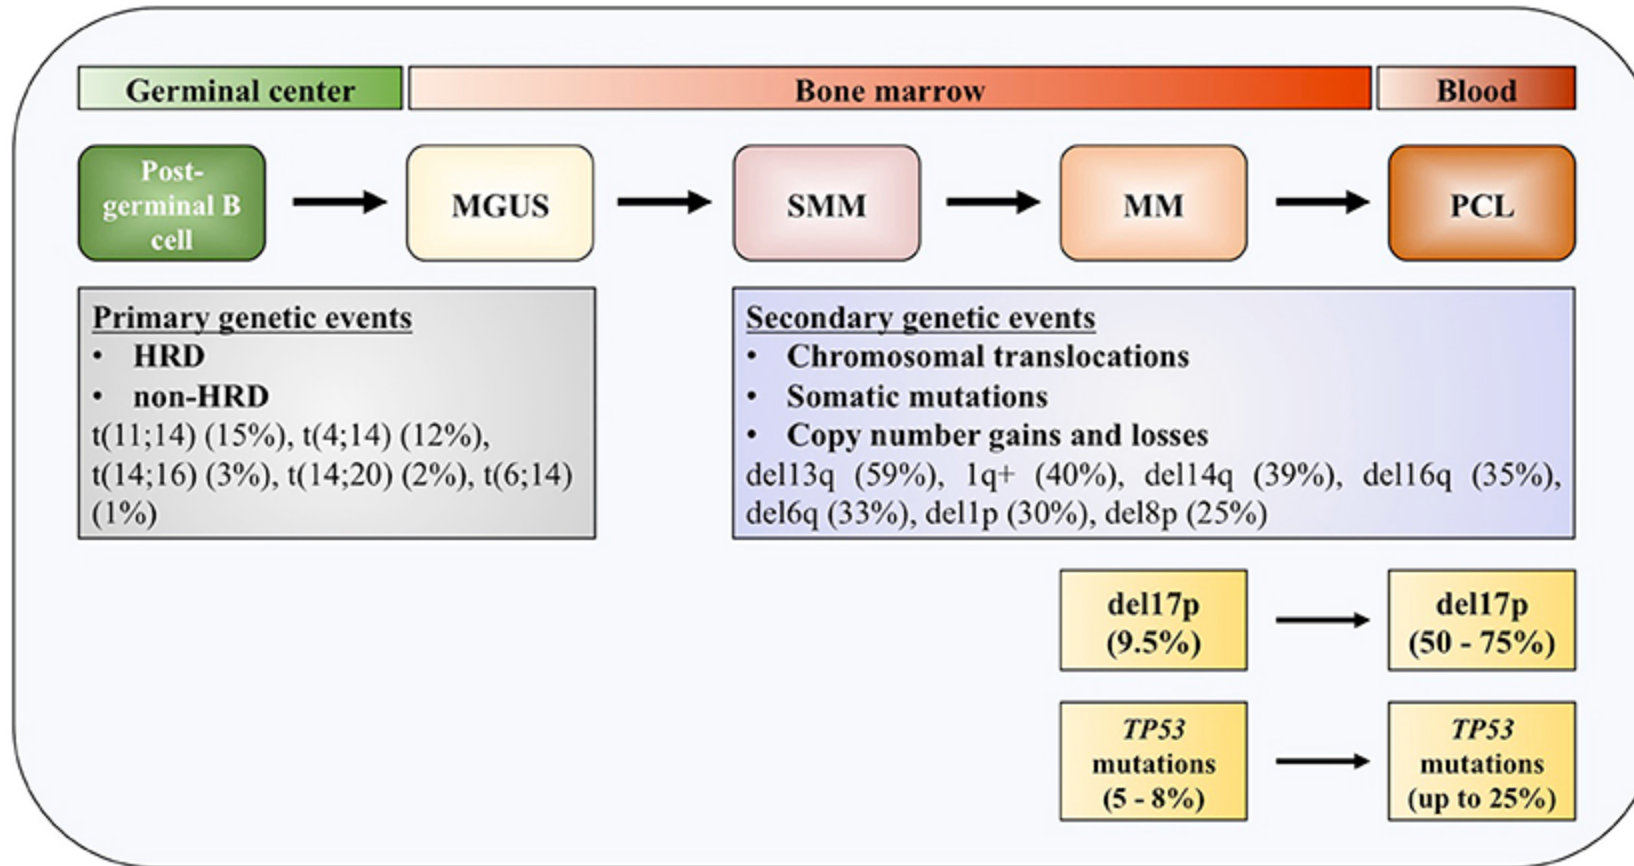 Germinal center
Bone marrow
Blood
Post-
germinal B
cell
MGUS
SMM
MM
PCL
Primary genetic events
• HRD
• non-HRD
t(11;14) (15%), t(4;14) (12%),
t(14;16) (3%), t(14;20) (2%), t(6;14)
(1%)
Secondary genetic events
• Chromosomal translocations
• Somatic mutations
• Copy number gains and losses
del13q (59%), 1q+ (40%), del14q (39%), del16q (35%),
del6q (33%), del1p (30%), del8p (25%)
del17p
(9.5%)
del17p
(50 - 75%)
TP53
mutations
(5 - 8%)
TP53
mutations
(up to 25%)